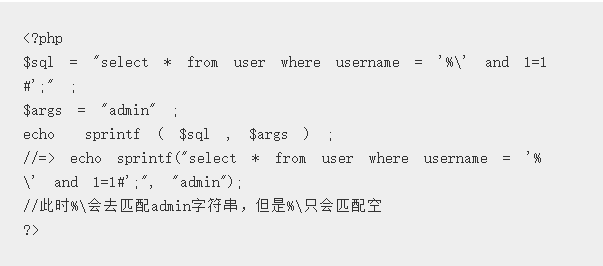 <?php
$sql = "select * from user where username = '%\' and 1=1
#';" ;
$args = "admin" ;
echo sprintf ( $sql , $args ) ;
//=> echo sprintf("select * from user where username = '%
\' and 1=1#';", "admin");
//此时%\会去匹配admin字符串，但是%\只会匹配空
?>